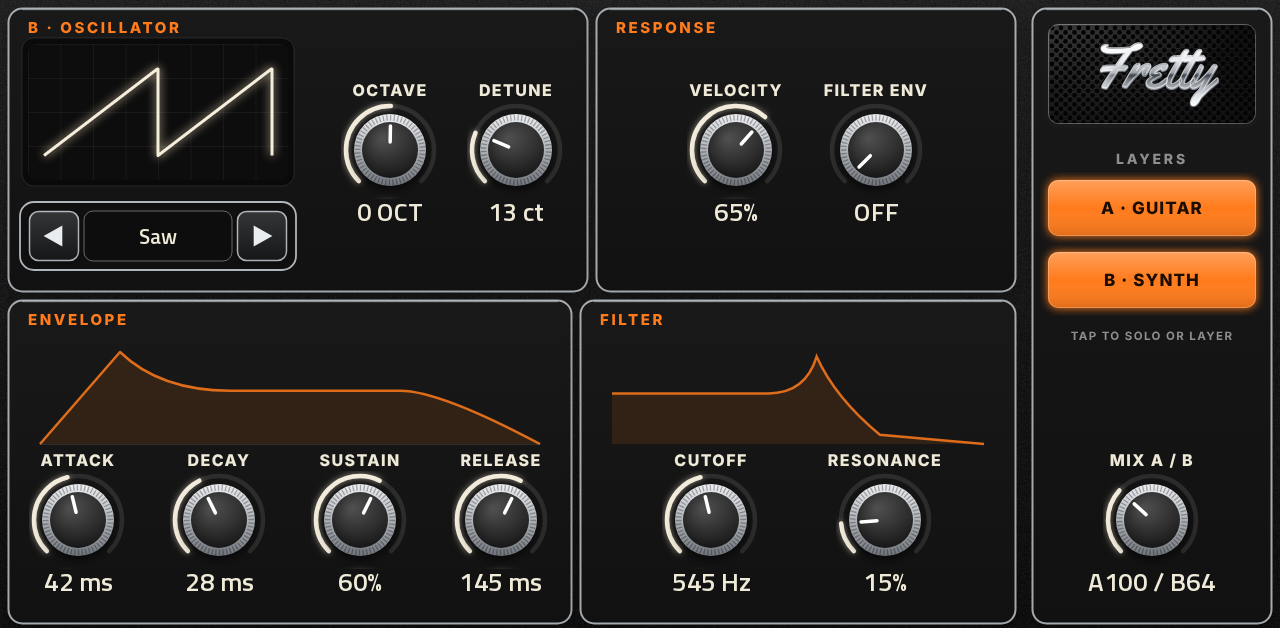 B · OSCILLATOR
OCTAVE
DETUNE
0 OCT
13 ct
Saw
RESPONSE
VELOCITY
FILTER ENV
65%
OFF
ENVELOPE
ATTACK
DECAY
SUSTAIN
RELEASE
42 ms
28 ms
60%
145 ms
FILTER
CUTOFF
RESONANCE
545 Hz
15%
Fretty
LAYERS
A · GUITAR
B · SYNTH
TAP TO SOLO OR LAYER
MIX A / B
A100 / B64